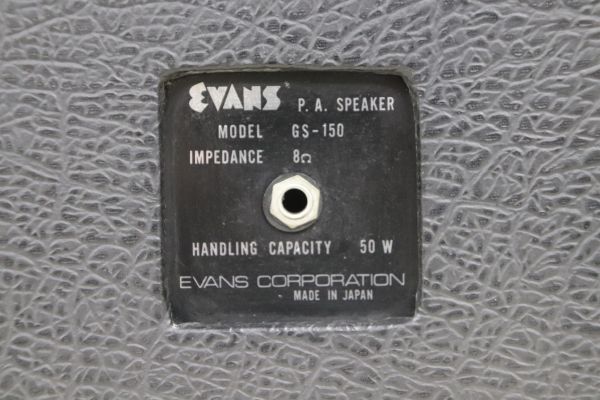 EVANS P. A. SPEAKER
MODEL GS-150
IMPEDANCE 8Ω
HANDLING CAPACITY 50 W
EVANS CORPORATION
MADE IN JAPAN